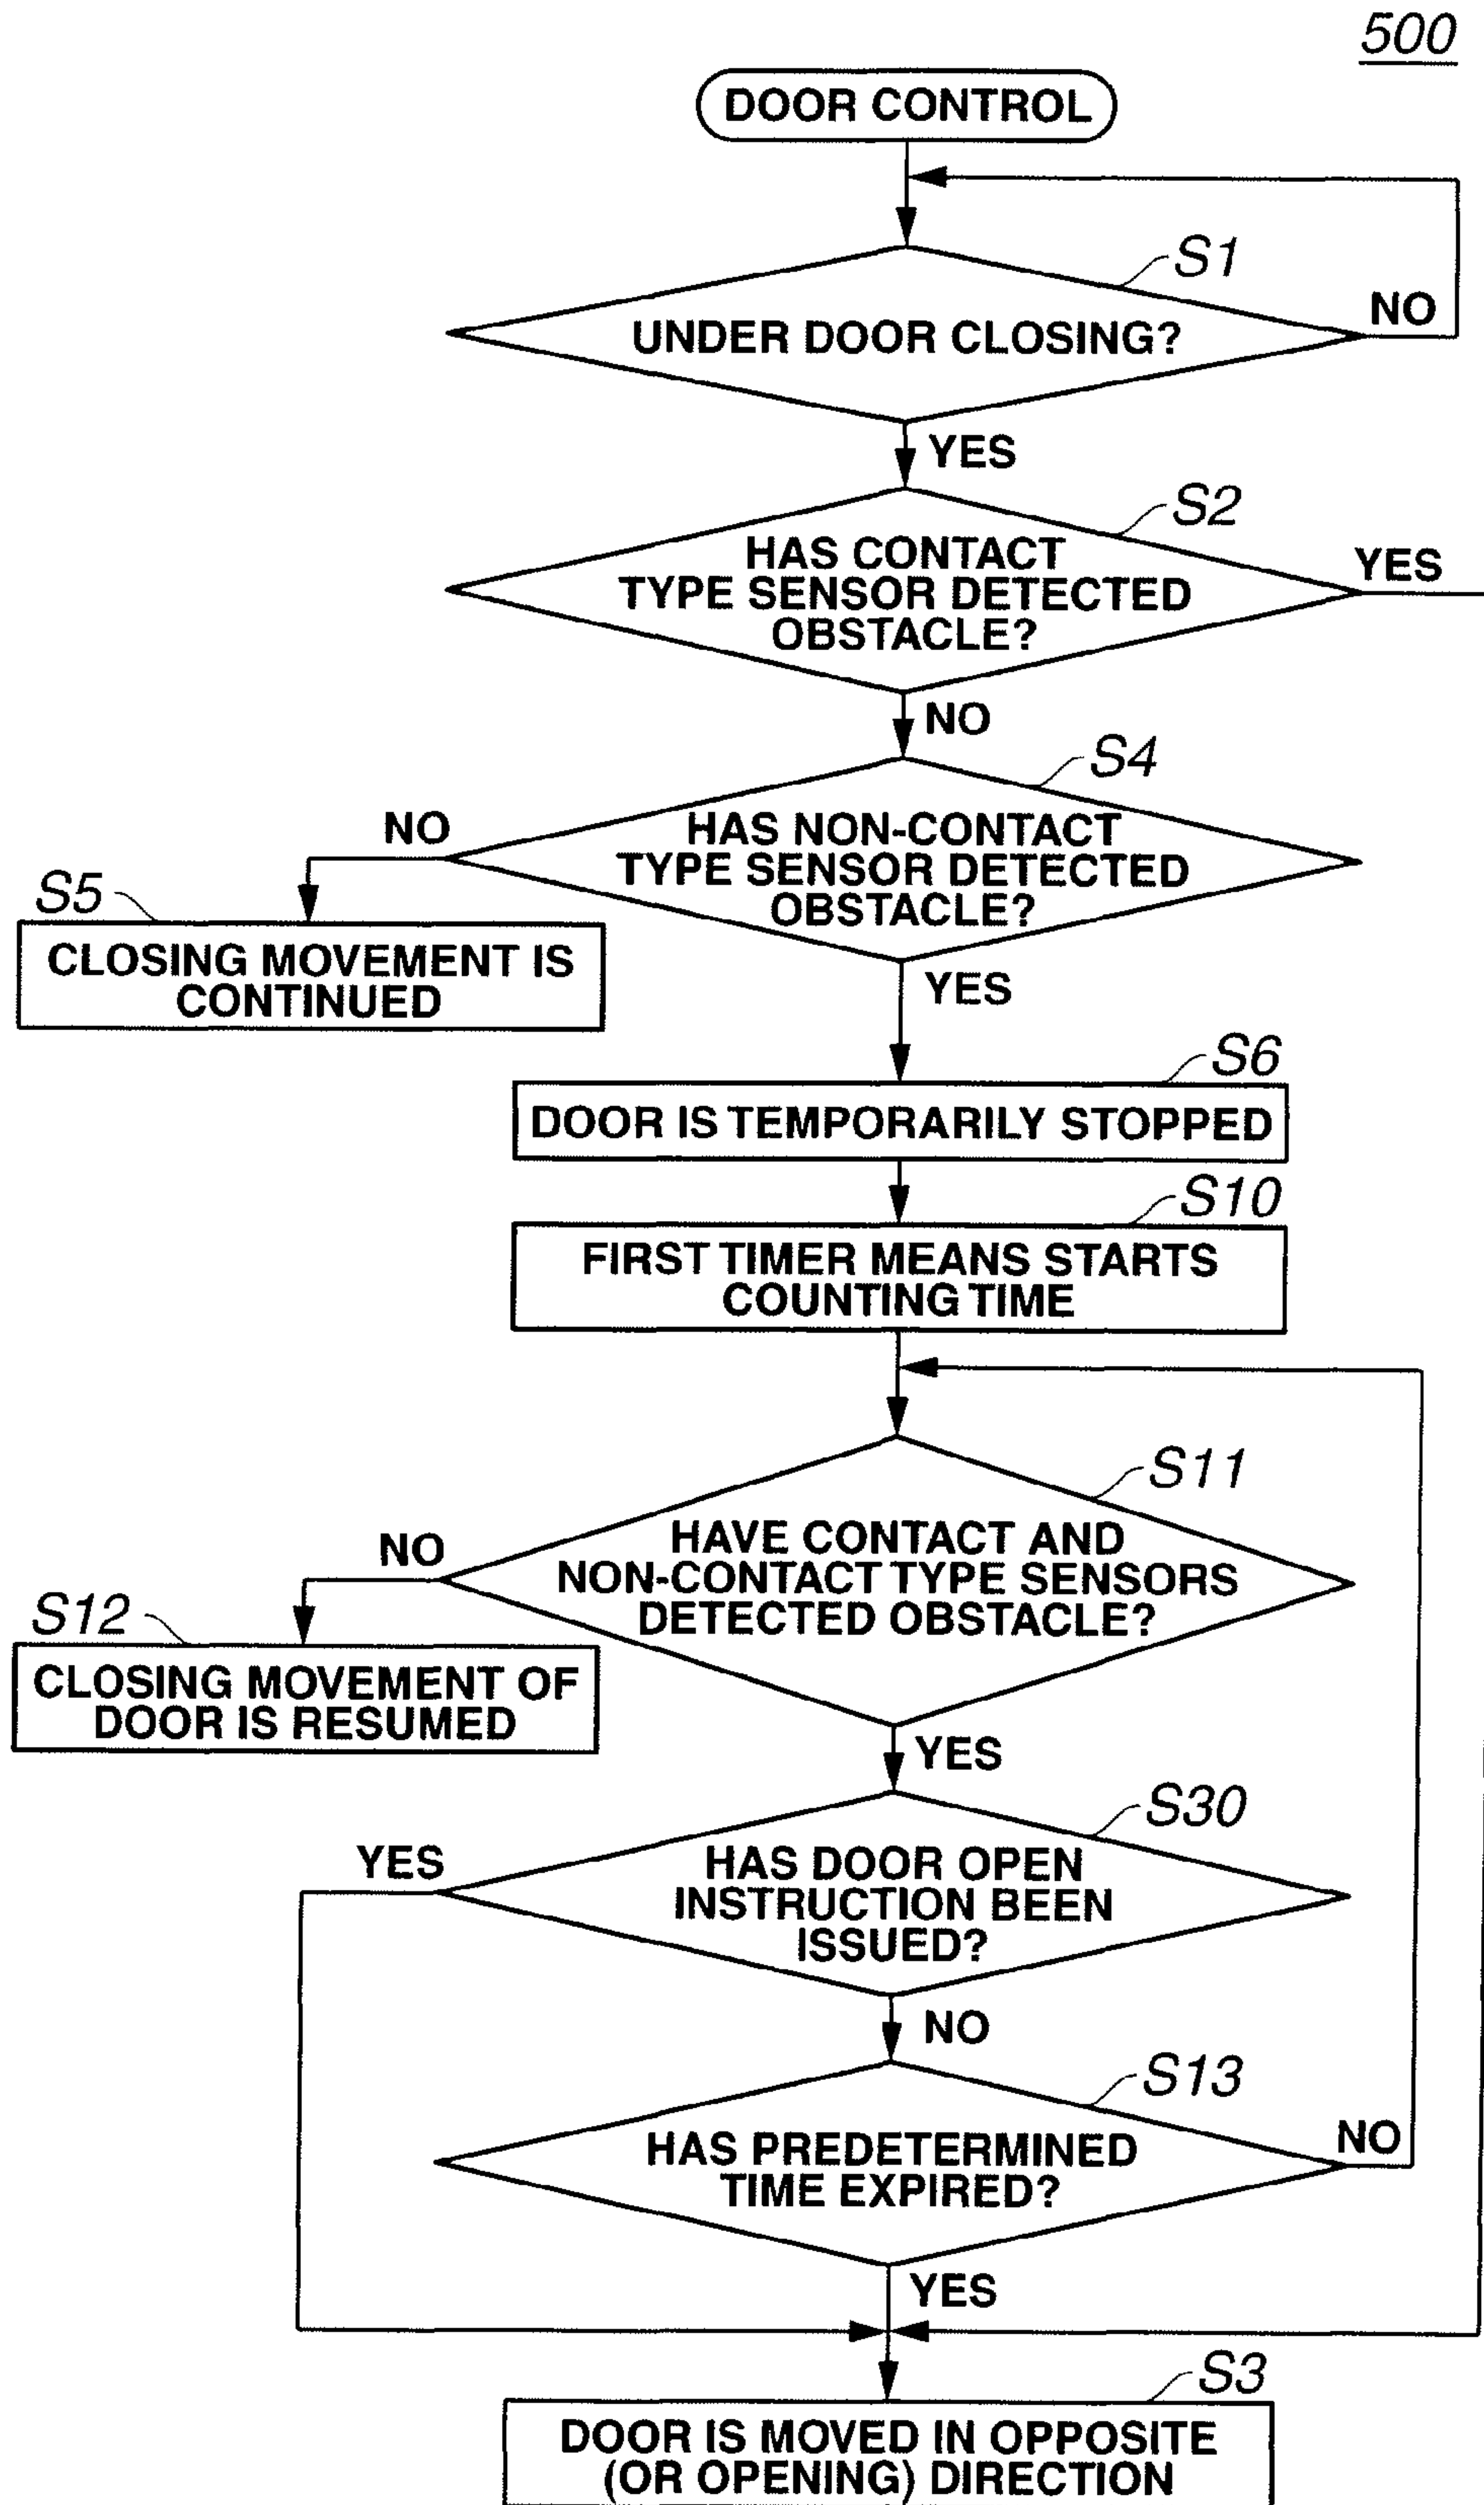 500
DOOR CONTROL
S1
UNDER DOOR CLOSING?
NO
YES
S2
HAS CONTACT
TYPE SENSOR DETECTED
OBSTACLE?
YES
NO
S4
HAS NON-CONTACT
TYPE SENSOR DETECTED
OBSTACLE?
NO
S5
CLOSING MOVEMENT IS
CONTINUED
YES
S6
DOOR IS TEMPORARILY STOPPED
S10
FIRST TIMER MEANS STARTS
COUNTING TIME
S11
HAVE CONTACT AND
NON-CONTACT TYPE SENSORS
DETECTED OBSTACLE?
NO
S12
CLOSING MOVEMENT OF
DOOR IS RESUMED
YES
S30
HAS DOOR OPEN
INSTRUCTION BEEN
ISSUED?
YES
NO
S13
HAS PREDETERMINED
TIME EXPIRED?
NO
YES
S3
DOOR IS MOVED IN OPPOSITE
(OR OPENING) DIRECTION